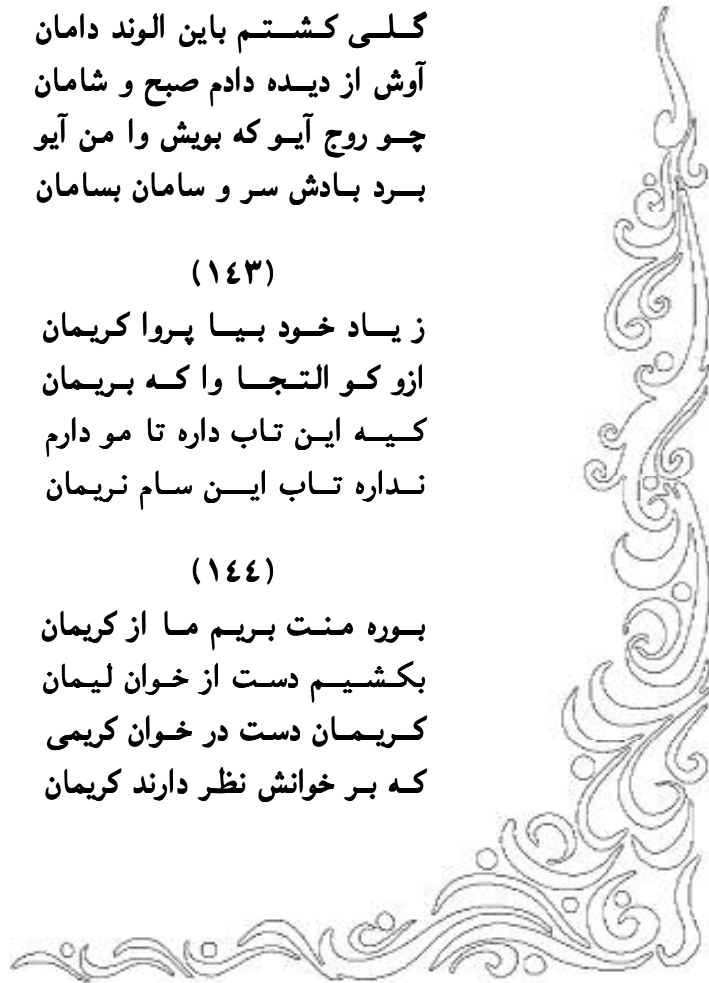 گلی کشتم باین الوند دامان
آوش از دیده دادم صبح و شامان
چو روج آیو که بویش وا من آیو
برد بادش سر و سامان بسامان
(١٤٣)
ز یاد خود بیا پروا کریمان
ازو کو التجا وا که بریمان
کیه این تاب داره تا مو دارم
نداره تاب این سام نریمان
(١٤٤)
بوره منت بریم ما از کریمان
بکشیم دست از خوان لیمان
کریمان دست در خوان کریمی
که بر خوانش نظر دارند کریمان